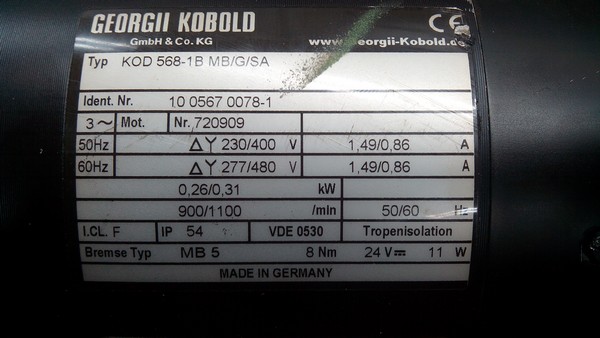 GEORGII KOBOLD CE
GmbH & Co. KG www.Georgii-Kobold.de
Typ KOD 568-1B MB/G/SA
Ident. Nr. 10 0567 0078-1
3~ Mot. Nr. 720909
50Hz △Y 230/400 V 1,49/0,86 A
60Hz △Y 277/480 V 1,49/0,86 A
0,26/0,31 kW
900/1100 /min 50/60 Hz
I.CL. F IP 54 VDE 0530 Tropenisolation
Bremse Typ MB 5 8 Nm 24 V⎓ 11 W
MADE IN GERMANY